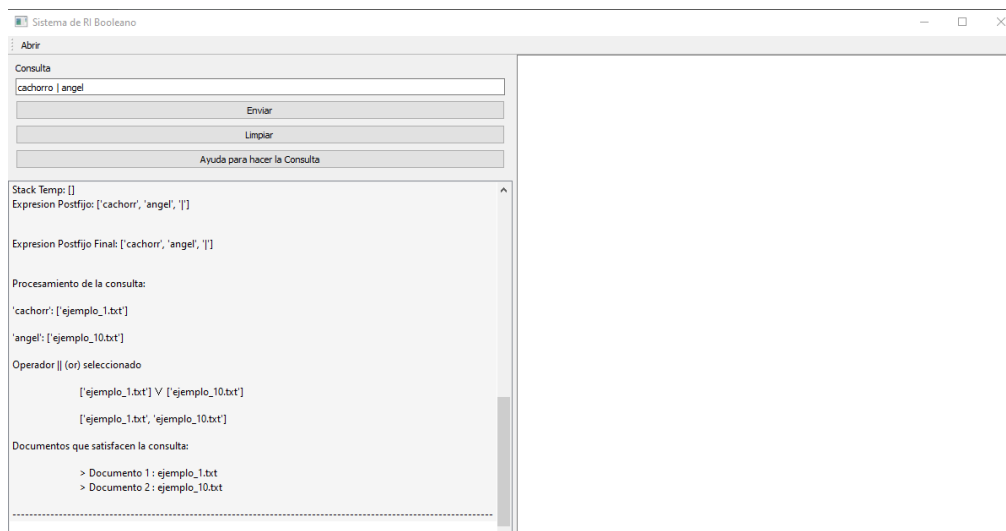 Sistema de RI Booleano
Abrir
Consulta
cachorro | angel
Enviar
Limpiar
Ayuda para hacer la Consulta
Stack Temp: []
Expresion Postfijo: ['cachorr', 'angel', '|']
Expresion Postfijo Final: ['cachorr', 'angel', '|']
Procesamiento de la consulta:
'cachorr': ['ejemplo_1.txt']
'angel': ['ejemplo_10.txt']
Operador || (or) seleccionado
['ejemplo_1.txt'] ∨ ['ejemplo_10.txt']
['ejemplo_1.txt', 'ejemplo_10.txt']
Documentos que satisfacen la consulta:
> Documento 1 : ejemplo_1.txt
> Documento 2 : ejemplo_10.txt